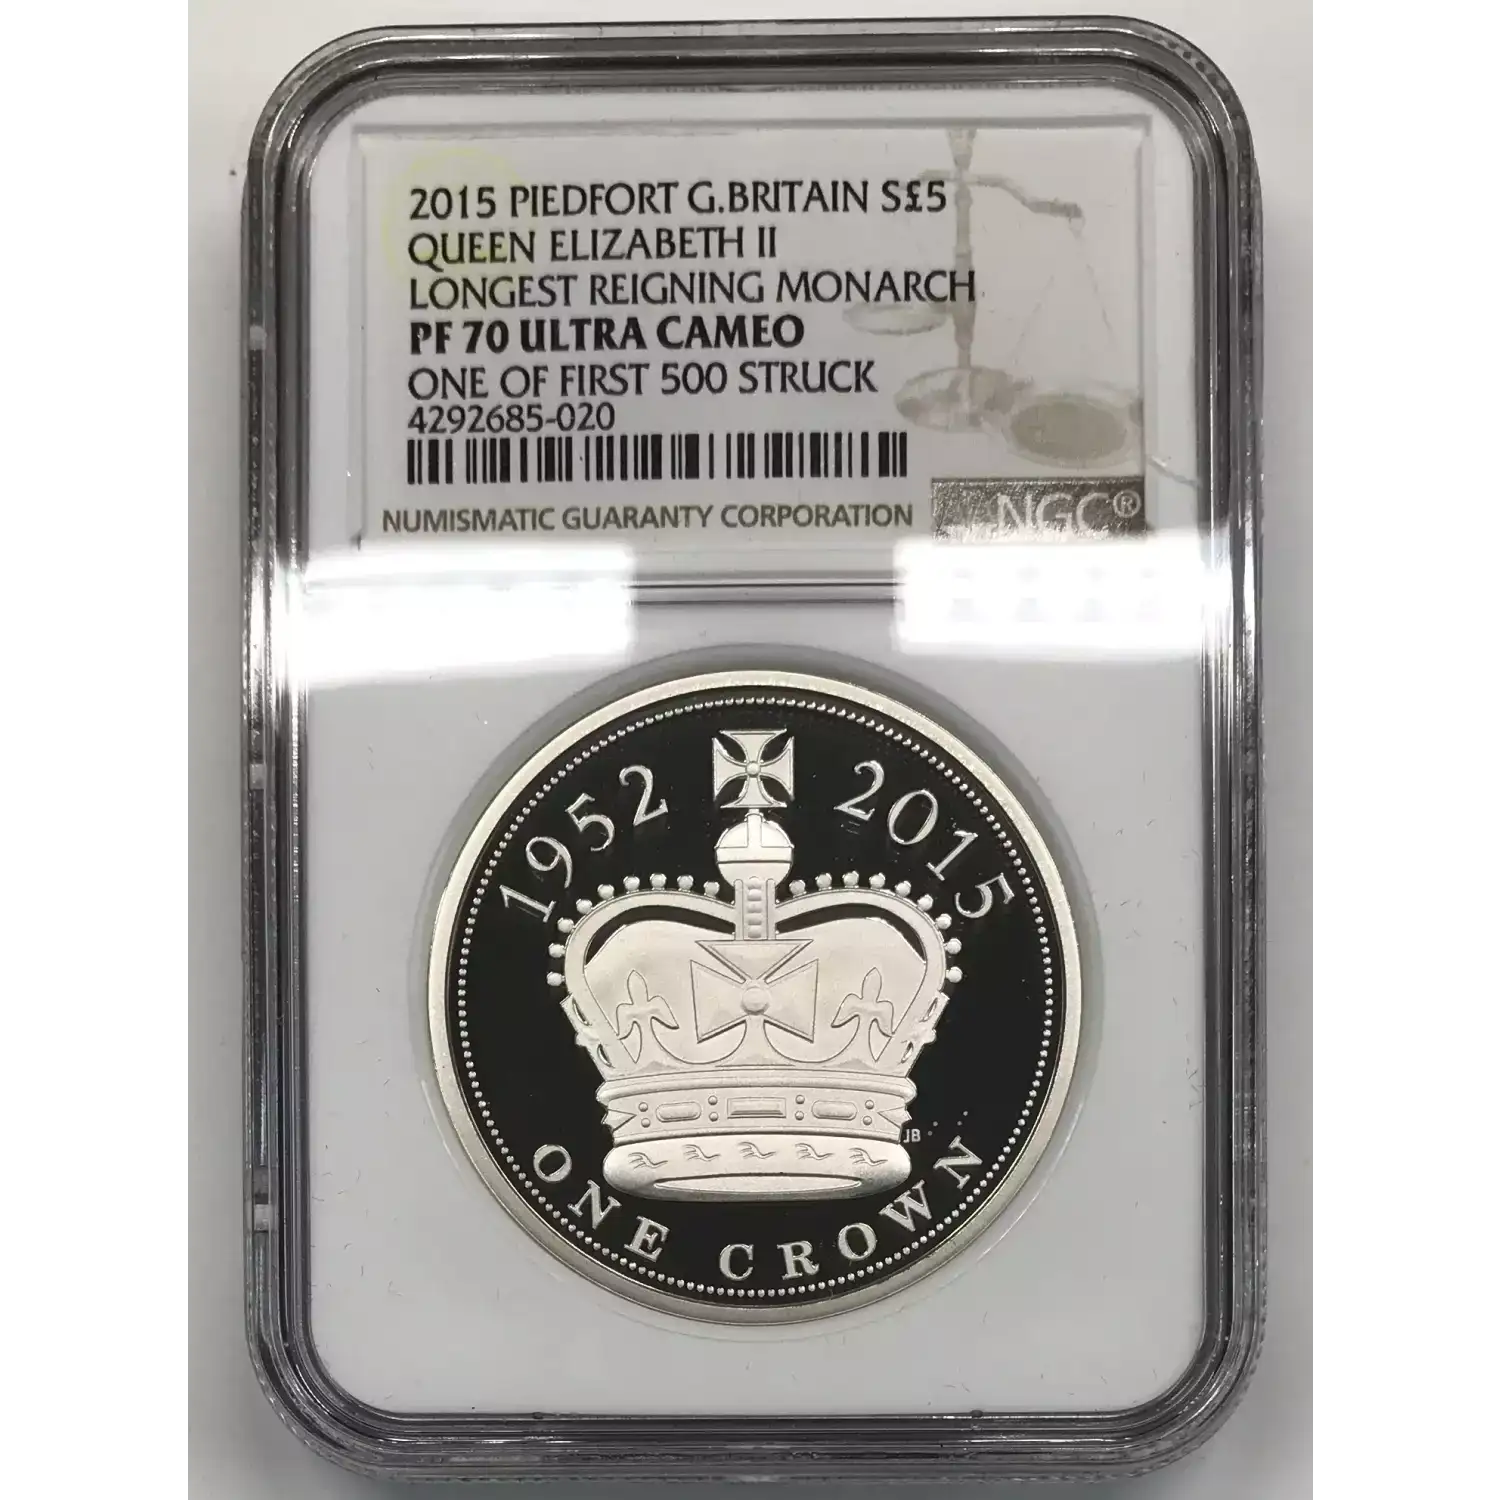 2015 PIEDFORT G.BRITAIN S£5
QUEEN ELIZABETH II
LONGEST REIGNING MONARCH
PF 70 ULTRA CAMEO
ONE OF FIRST 500 STRUCK
4292685-020
NUMISMATIC GUARANTY CORPORATION
NGC®
1952 2015
JB
ONE CROWN